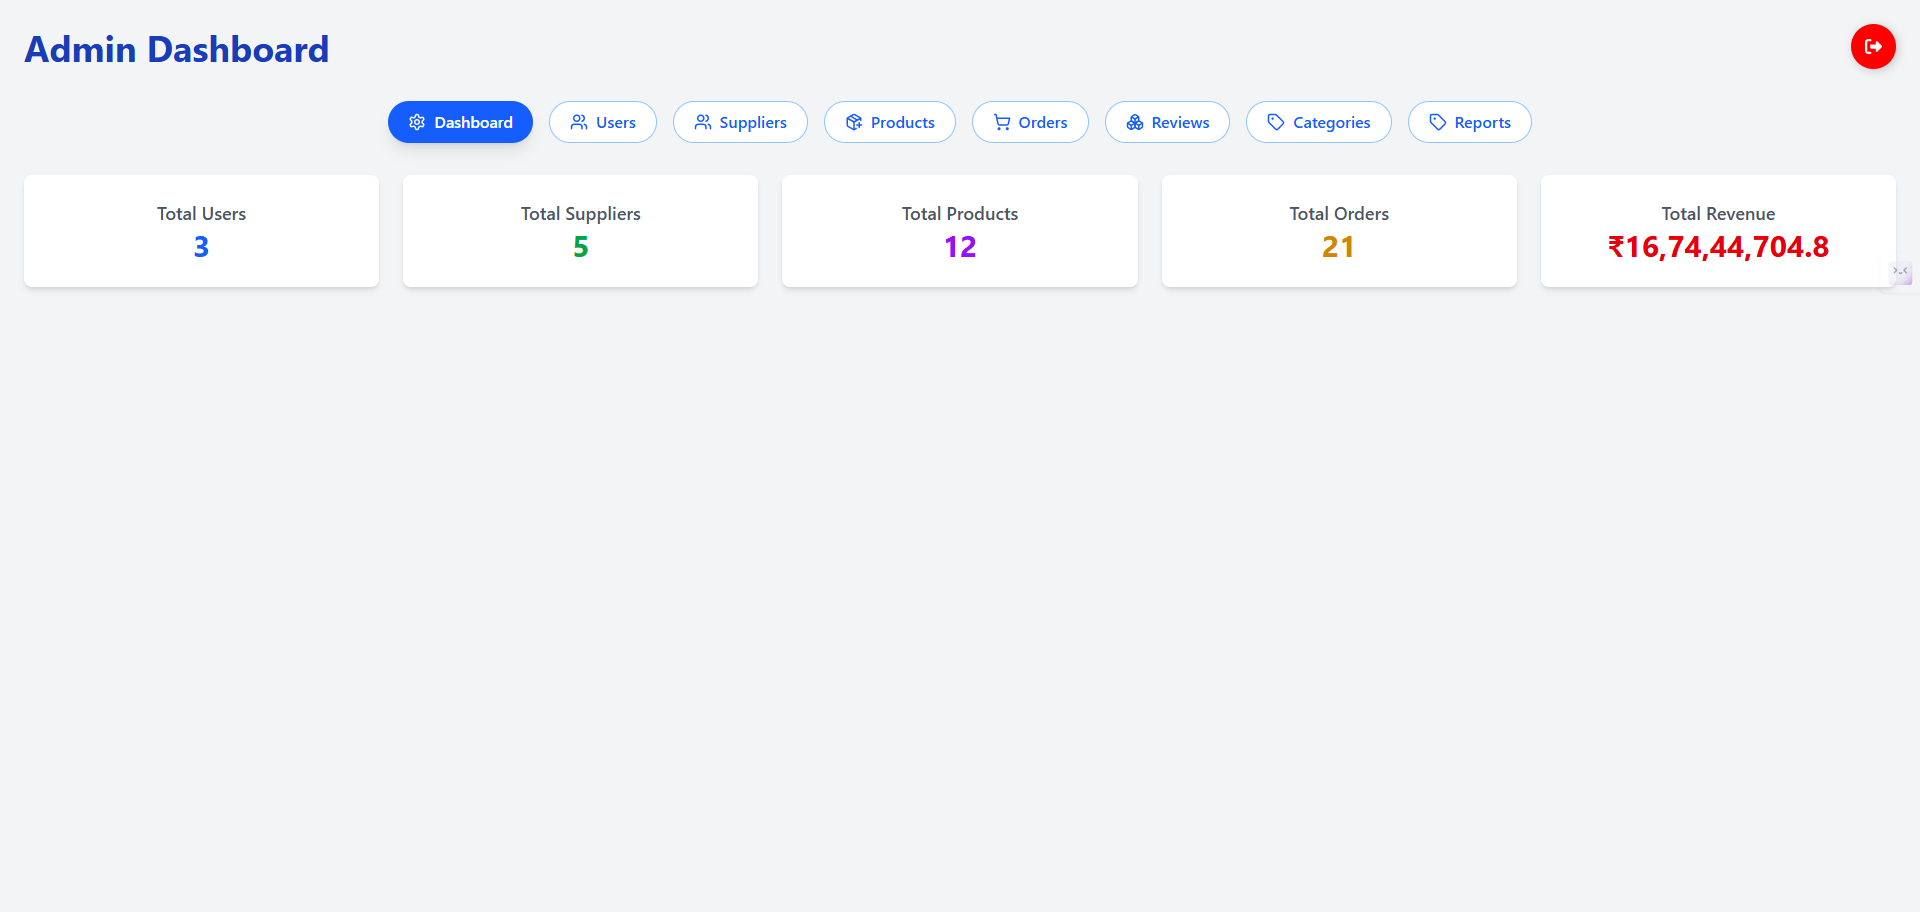 Admin Dashboard
Dashboard Users Suppliers Products Orders Reviews Categories Reports
Total Users
3
Total Suppliers
5
Total Products
12
Total Orders
21
Total Revenue
₹16,74,44,704.8